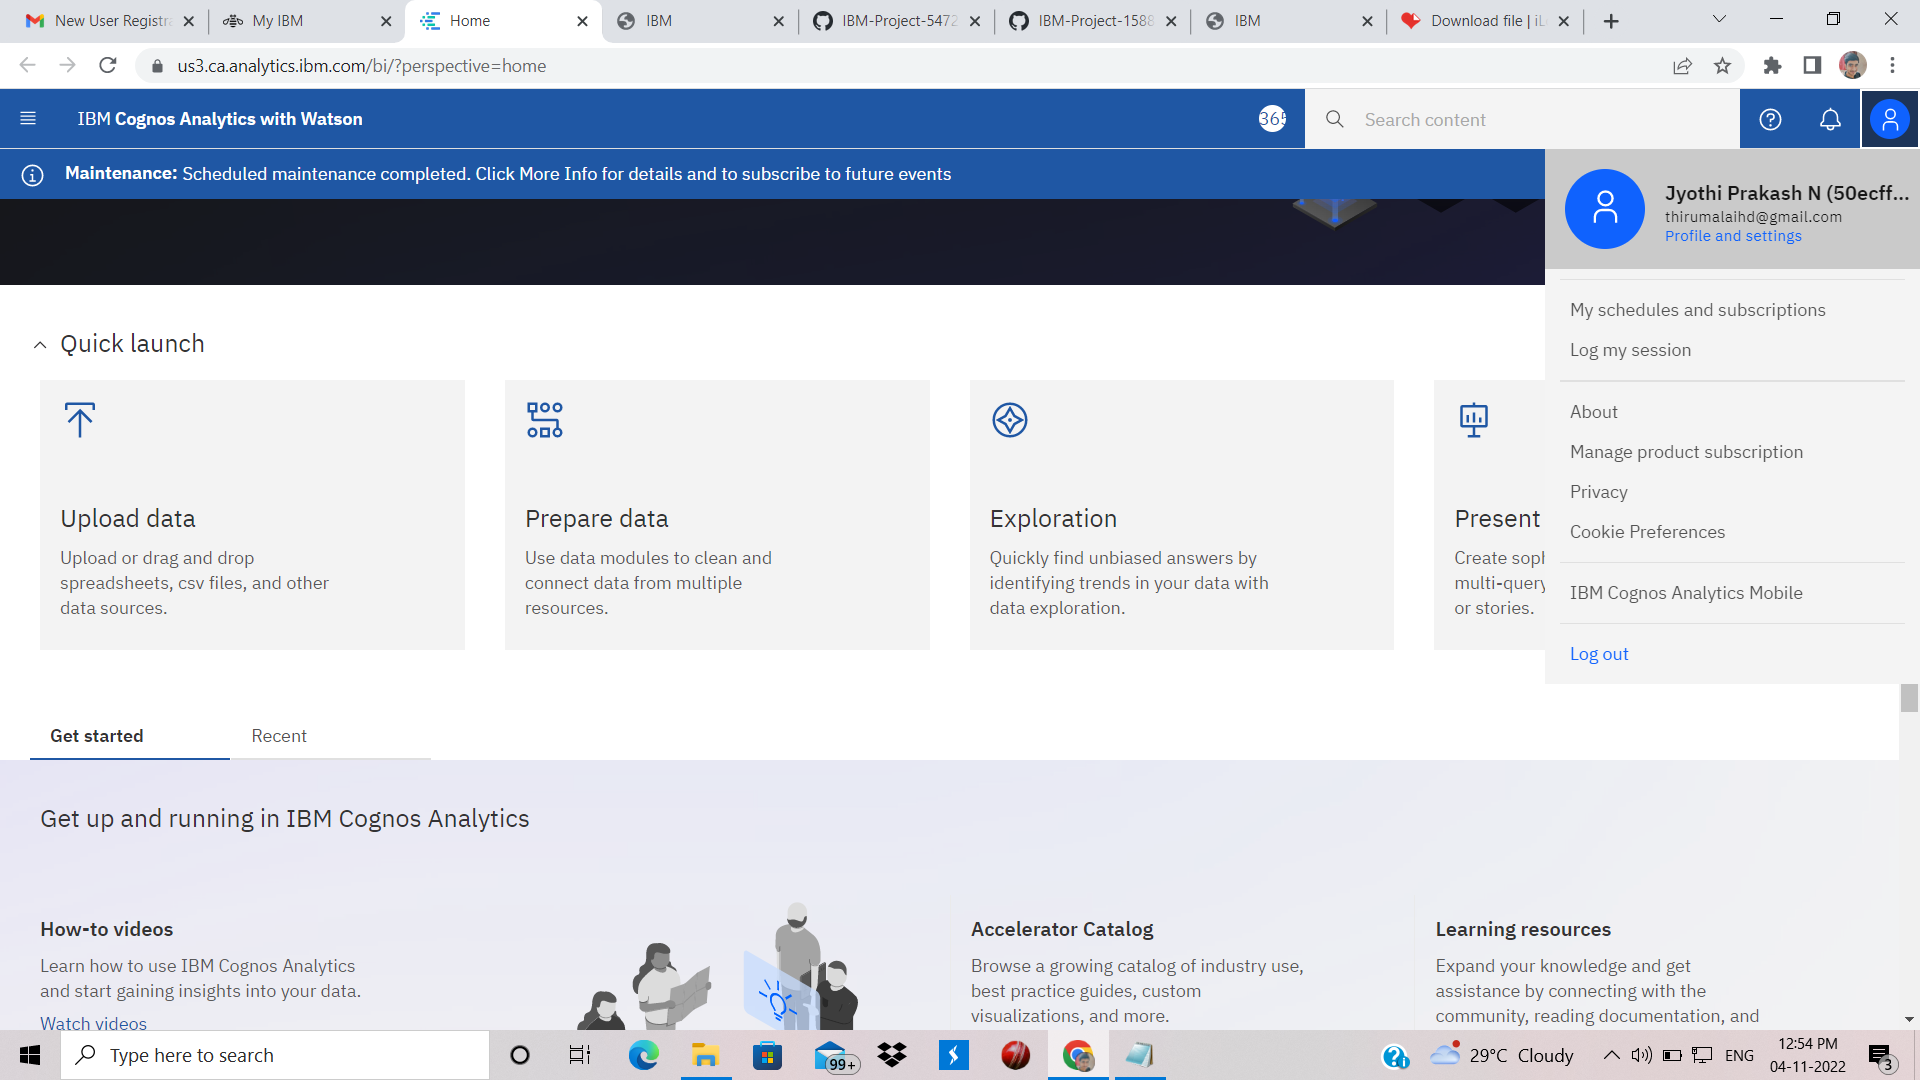 New User Registra
My IBM
Home
IBM
IBM-Project-5472
IBM-Project-1588
IBM
Download file | iL
us3.ca.analytics.ibm.com/bi/?perspective=home
IBM Cognos Analytics with Watson
365
Search content
Maintenance: Scheduled maintenance completed. Click More Info for details and to subscribe to future events
Jyothi Prakash N (50ecff...
thirumalaihd@gmail.com
Profile and settings
My schedules and subscriptions
Log my session
About
Manage product subscription
Privacy
Cookie Preferences
IBM Cognos Analytics Mobile
Log out
Quick launch
Upload data
Upload or drag and drop
spreadsheets, csv files, and other
data sources.
Prepare data
Use data modules to clean and
connect data from multiple
resources.
Exploration
Quickly find unbiased answers by
identifying trends in your data with
data exploration.
Present
Create soph
multi-query
or stories.
Get started
Recent
Get up and running in IBM Cognos Analytics
How-to videos
Learn how to use IBM Cognos Analytics
and start gaining insights into your data.
Watch videos
Accelerator Catalog
Browse a growing catalog of industry use,
best practice guides, custom
visualizations, and more.
Learning resources
Expand your knowledge and get
assistance by connecting with the
community, reading documentation, and
Type here to search
99+
29°C Cloudy
ENG
12:54 PM
04-11-2022
3